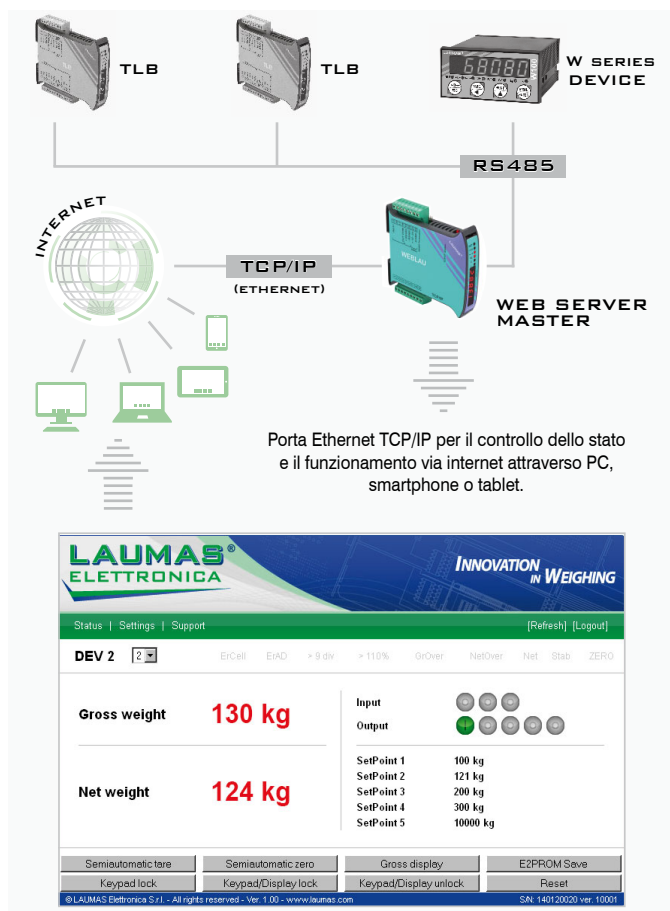 TLB
TLB
W SERIES
DEVICE
68080
W200
RS485
INTERNET
TCP/IP
(ETHERNET)
WEBLAU
WEB SERVER
MASTER
Porta Ethernet TCP/IP per il controllo dello stato
e il funzionamento via internet attraverso PC,
smartphone o tablet.
LAUMAS®
ELETTRONICA
INNOVATION
IN WEIGHING
Status | Settings | Support [Refresh] [Logout]
DEV 2 2 ErCell ErAD > 9 div > 110% GrOver NetOver Net Stab ZERO
Gross weight 130 kg
Input
Output
Net weight 124 kg
SetPoint 1 100 kg
SetPoint 2 121 kg
SetPoint 3 200 kg
SetPoint 4 300 kg
SetPoint 5 10000 kg
Semiautomatic tare Semiautomatic zero Gross display E2PROM Save
Keypad lock Keypad/Display lock Keypad/Display unlock Reset
© LAUMAS Elettronica S.r.l. - All rights reserved - Ver. 1.00 - www.laumas.com S/N: 140120020 ver. 10001